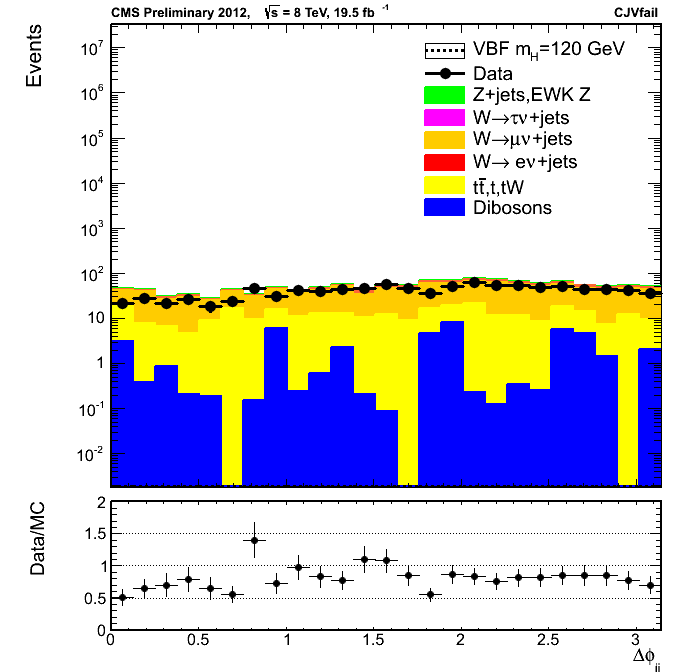 CMS Preliminary 2012, √s = 8 TeV, 19.5 fb⁻¹ CJVfail
Events
10⁷
10⁶
10⁵
10⁴
10³
10²
10
1
10⁻¹
10⁻²
VBF m_H=120 GeV
Data
Z+jets,EWK Z
W→τν+jets
W→μν+jets
W→ eν+jets
tt̄,t,tW
Dibosons
Data/MC
2
1.5
1
0.5
0
0 0.5 1 1.5 2 2.5 3
Δϕ_jj